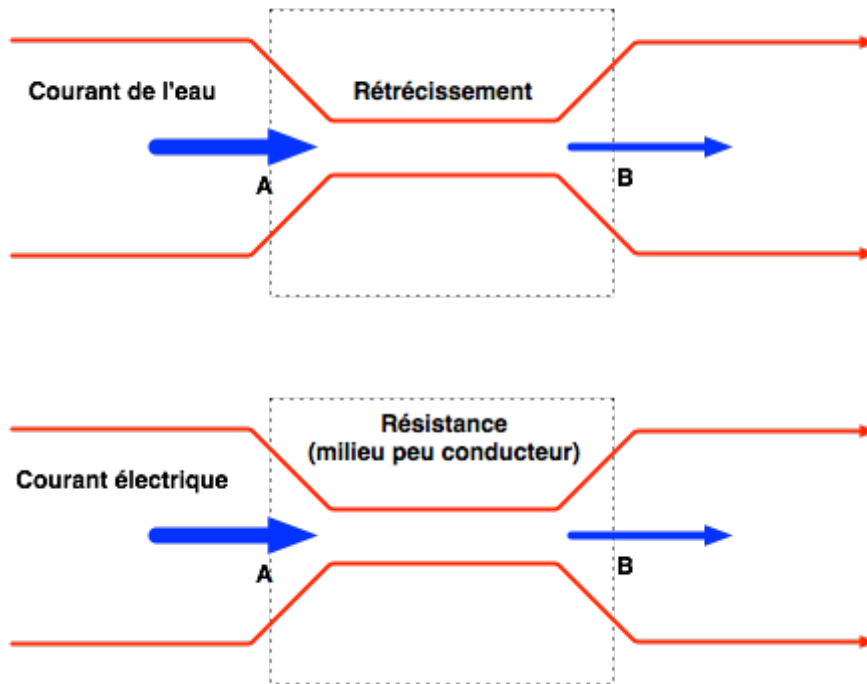 Courant de l'eau
Rétrécissement
A
B
Résistance
(milieu peu conducteur)
Courant électrique
A
B